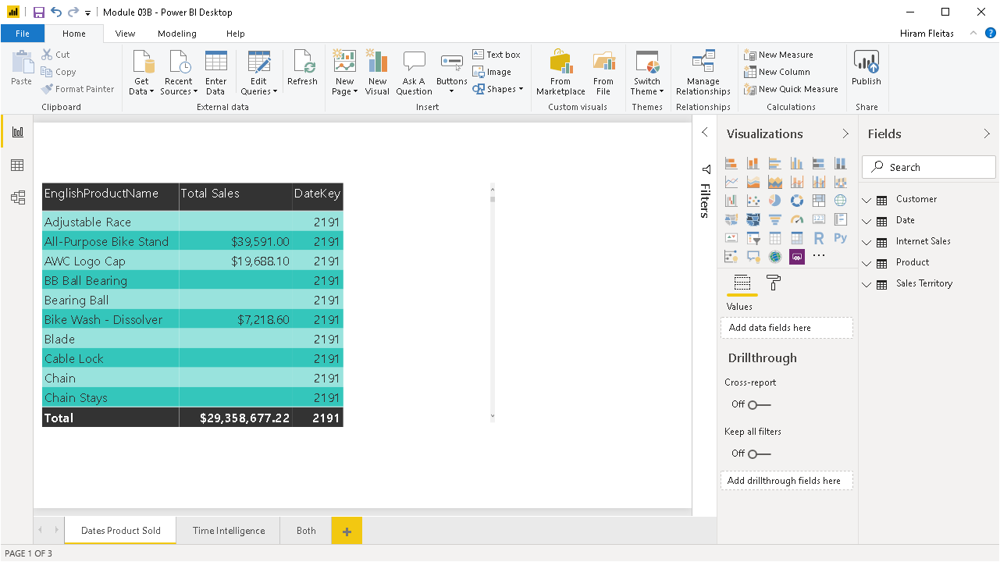 Module 03B - Power BI Desktop
File Home View Modeling Help Hiram Fleitas ?
Paste
Cut
Copy
Format Painter
Clipboard
Get Data
Recent Sources
Enter Data
Edit Queries
Refresh
External data
New Page
New Visual
Ask A Question
Buttons
Text box
Image
Shapes
Insert
From Marketplace
From File
Custom visuals
Switch Theme
Themes
Manage Relationships
Relationships
New Measure
New Column
New Quick Measure
Calculations
Publish
Share
EnglishProductName Total Sales DateKey
Adjustable Race 2191
All-Purpose Bike Stand $39,591.00 2191
AWC Logo Cap $19,688.10 2191
BB Ball Bearing 2191
Bearing Ball 2191
Bike Wash - Dissolver $7,218.60 2191
Blade 2191
Cable Lock 2191
Chain 2191
Chain Stays 2191
Total $29,358,677.22 2191
Filters
Visualizations
R Py
123
Values
Add data fields here
Drillthrough
Cross-report
Off
Keep all filters
Off
Add drillthrough fields here
Fields
Search
Customer
Date
Internet Sales
Product
Sales Territory
Dates Product Sold Time Intelligence Both +
PAGE 1 OF 3